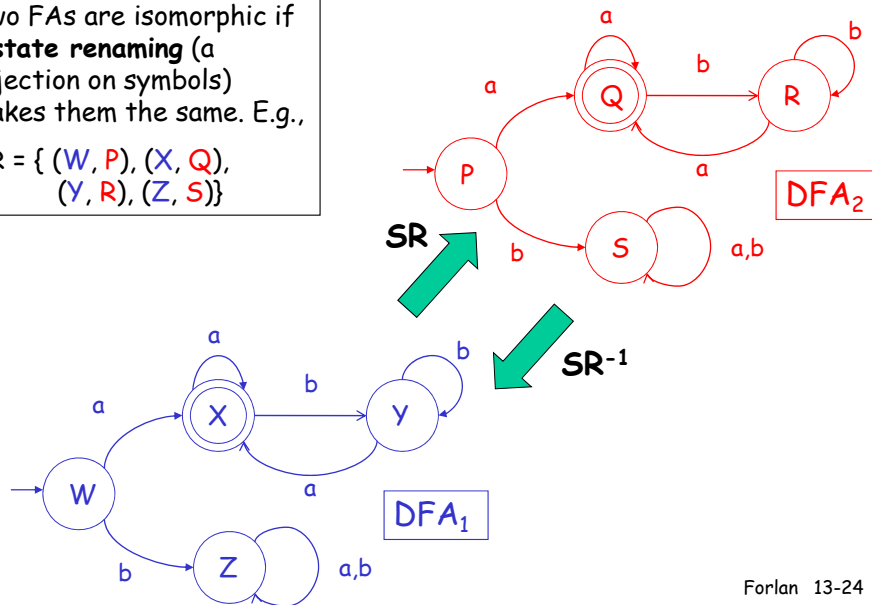 wo FAs are isomorphic if
state renaming (a
jection on symbols)
akes them the same. E.g.,
R = { (W, P), (X, Q),
(Y, R), (Z, S)}
a
b
a
b
Q
R
P
a
DFA₂
SR
b
S
a,b
a
SR⁻¹
b
a
b
X
Y
W
a
DFA₁
b
Z
a,b
Forlan 13-24